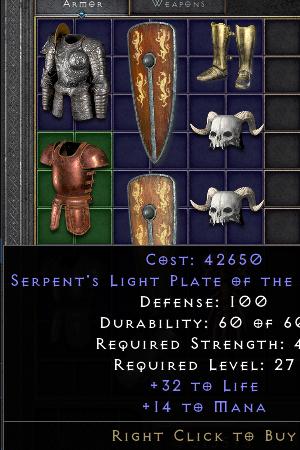 Armor Weapons
Cost: 42650
Serpent's Light Plate of the
Defense: 100
Durability: 60 of 60
Required Strength: 4
Required Level: 27
+32 to Life
+14 to Mana
Right Click to Buy